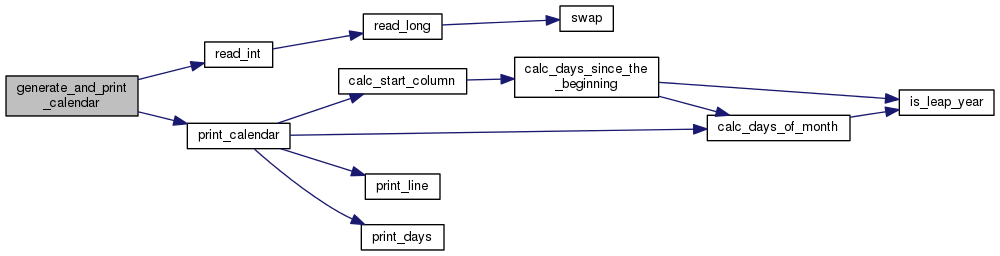 generate_and_print
_calendar
read_int
read_long
swap
print_calendar
calc_start_column
calc_days_since_the
_beginning
is_leap_year
calc_days_of_month
print_line
print_days